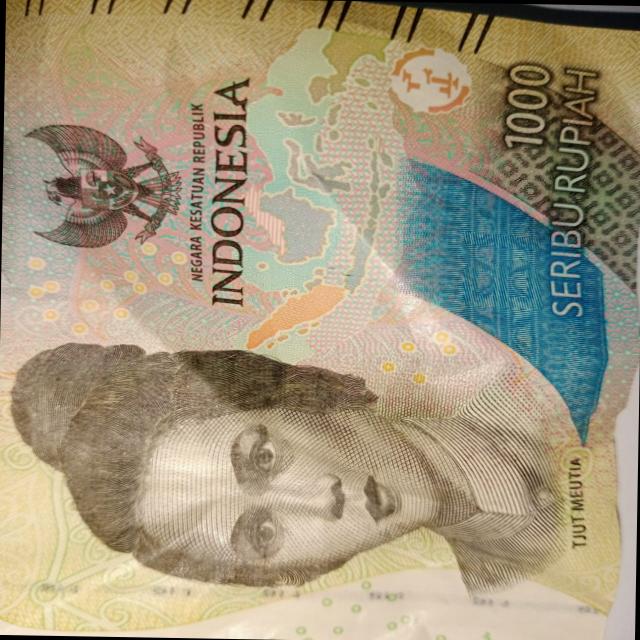 NEGARA KESATUAN REPUBLIK
INDONESIA
1000
SERIBU RUPIAH
TJUT MEUTIA